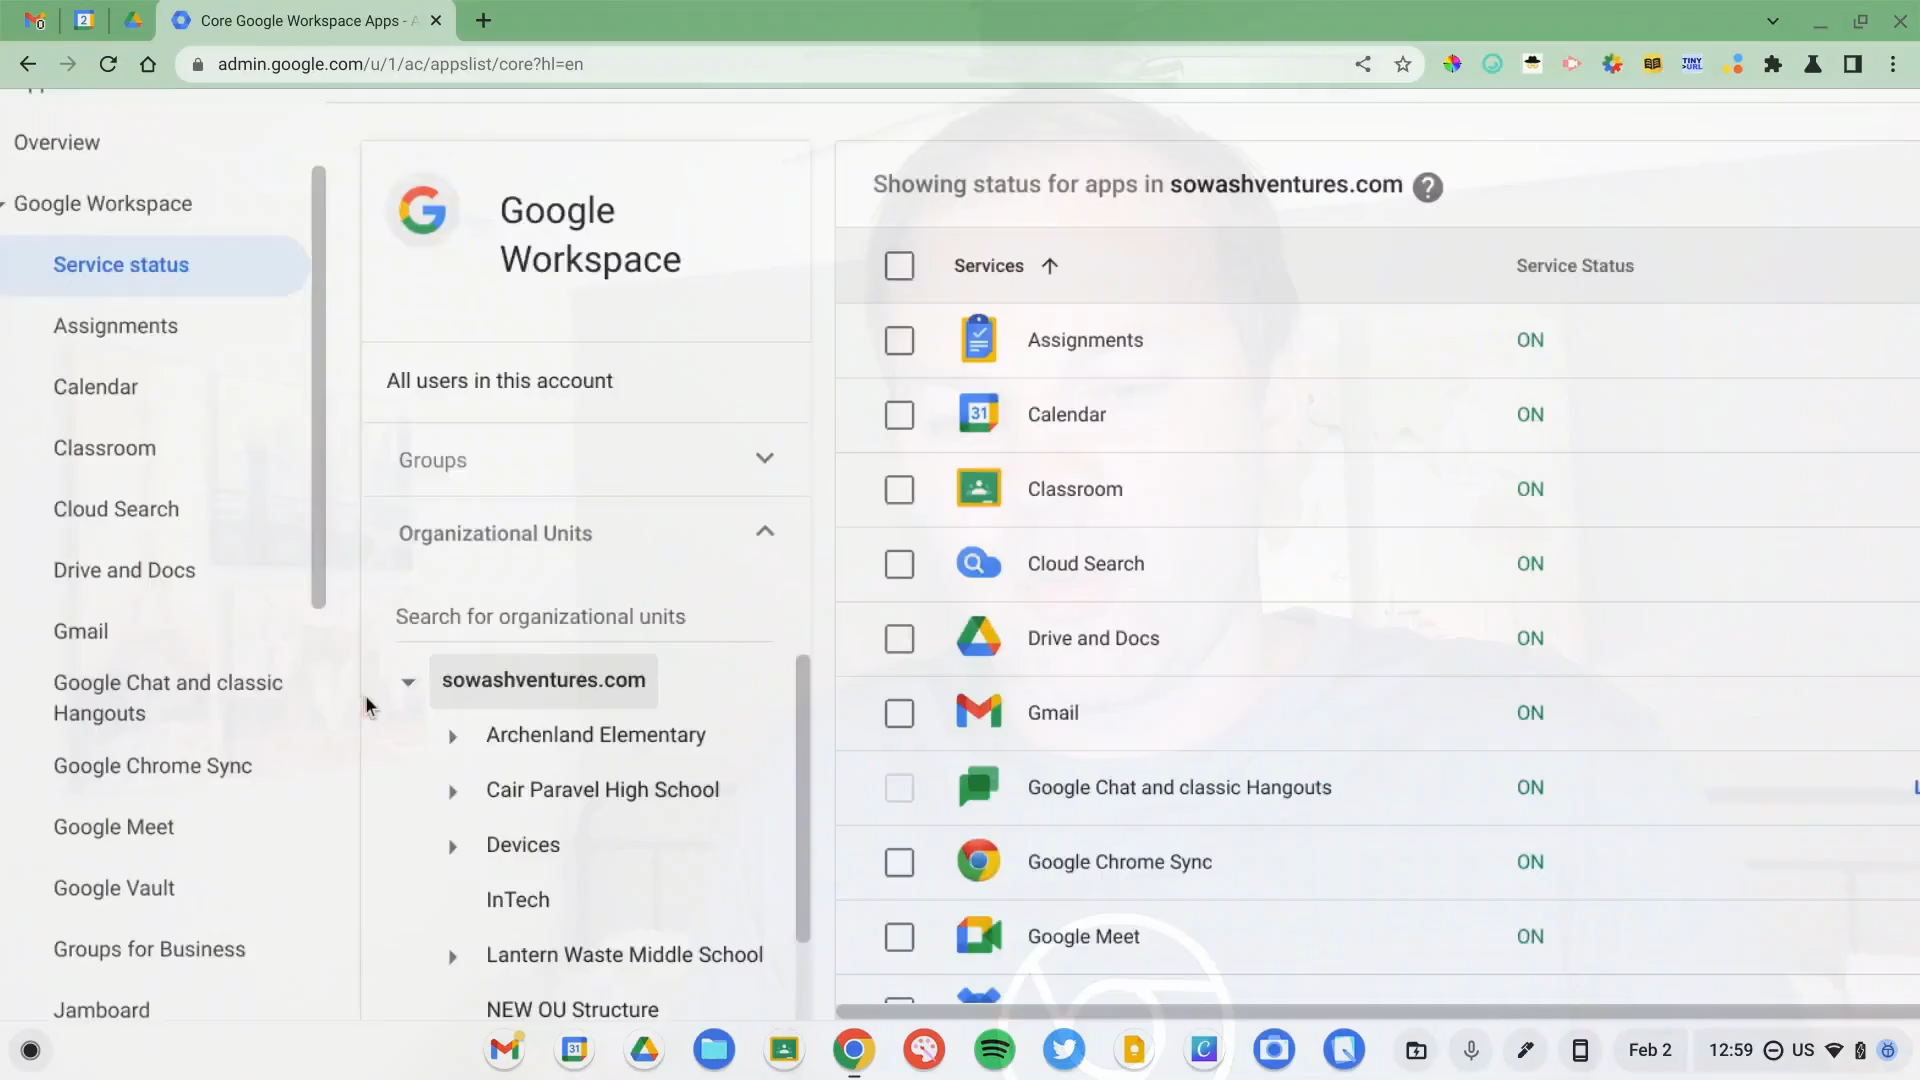 Core Google Workspace Apps - A
admin.google.com/u/1/ac/appslist/core?hl=en
TINY
URL
Overview
Google Workspace
Service status
Assignments
Calendar
Classroom
Cloud Search
Drive and Docs
Gmail
Google Chat and classic
Hangouts
Google Chrome Sync
Google Meet
Google Vault
Groups for Business
Jamboard
Google
Workspace
All users in this account
Groups
Organizational Units
Search for organizational units
sowashventures.com
Archenland Elementary
Cair Paravel High School
Devices
InTech
Lantern Waste Middle School
NEW OU Structure
Showing status for apps in sowashventures.com ?
Services Service Status
Assignments ON
31 Calendar ON
Classroom ON
Cloud Search ON
Drive and Docs ON
Gmail ON
Google Chat and classic Hangouts ON
Google Chrome Sync ON
Google Meet ON
31
Feb 2
12:59 US